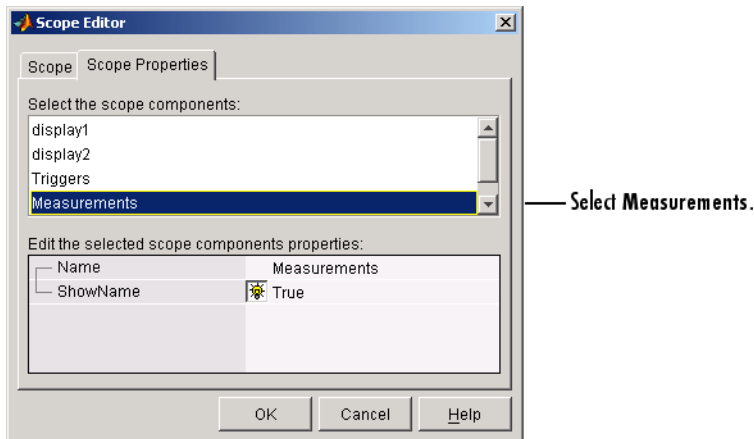 Scope Editor
Scope Scope Properties
Select the scope components:
display1
display2
Triggers
Measurements
Select Measurements.
Edit the selected scope components properties:
Name Measurements
ShowName True
OK Cancel Help